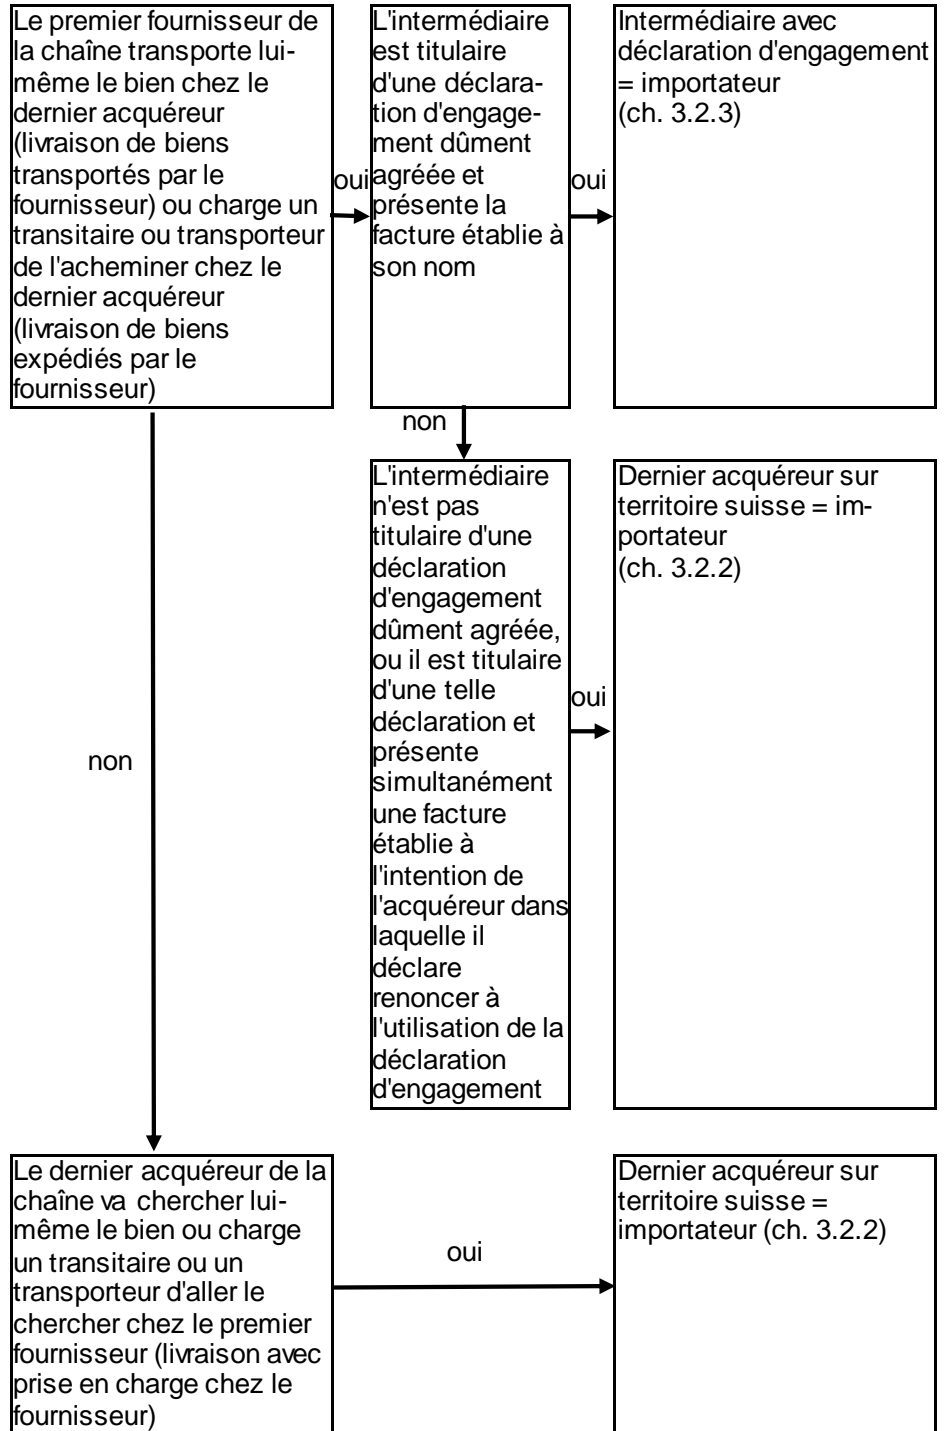 Le premier fournisseur de
la chaîne transporte lui-
même le bien chez le
dernier acquéreur
(livraison de biens
transportés par le
fournisseur) ou charge un
transitaire ou transporteur
de l'acheminer chez le
dernier acquéreur
(livraison de biens
expédiés par le
fournisseur)
oui
L'intermédiaire
est titulaire
d'une déclara-
tion d'engage-
ment dûment
agréée et
présente la
facture établie à
son nom
oui
Intermédiaire avec
déclaration d'engagement
= importateur
(ch. 3.2.3)
non
L'intermédiaire
n'est pas
titulaire d'une
déclaration
d'engagement
dûment agréée,
ou il est titulaire
d'une telle
déclaration et
présente
simultanément
une facture
établie à
l'intention de
l'acquéreur dans
laquelle il
déclare
renoncer à
l'utilisation de la
déclaration
d'engagement
oui
Dernier acquéreur sur
territoire suisse = im-
portateur
(ch. 3.2.2)
non
Le dernier acquéreur de la
chaîne va chercher lui-
même le bien ou charge
un transitaire ou un
transporteur d'aller le
chercher chez le premier
fournisseur (livraison avec
prise en charge chez le
fournisseur)
oui
Dernier acquéreur sur
territoire suisse =
importateur (ch. 3.2.2)